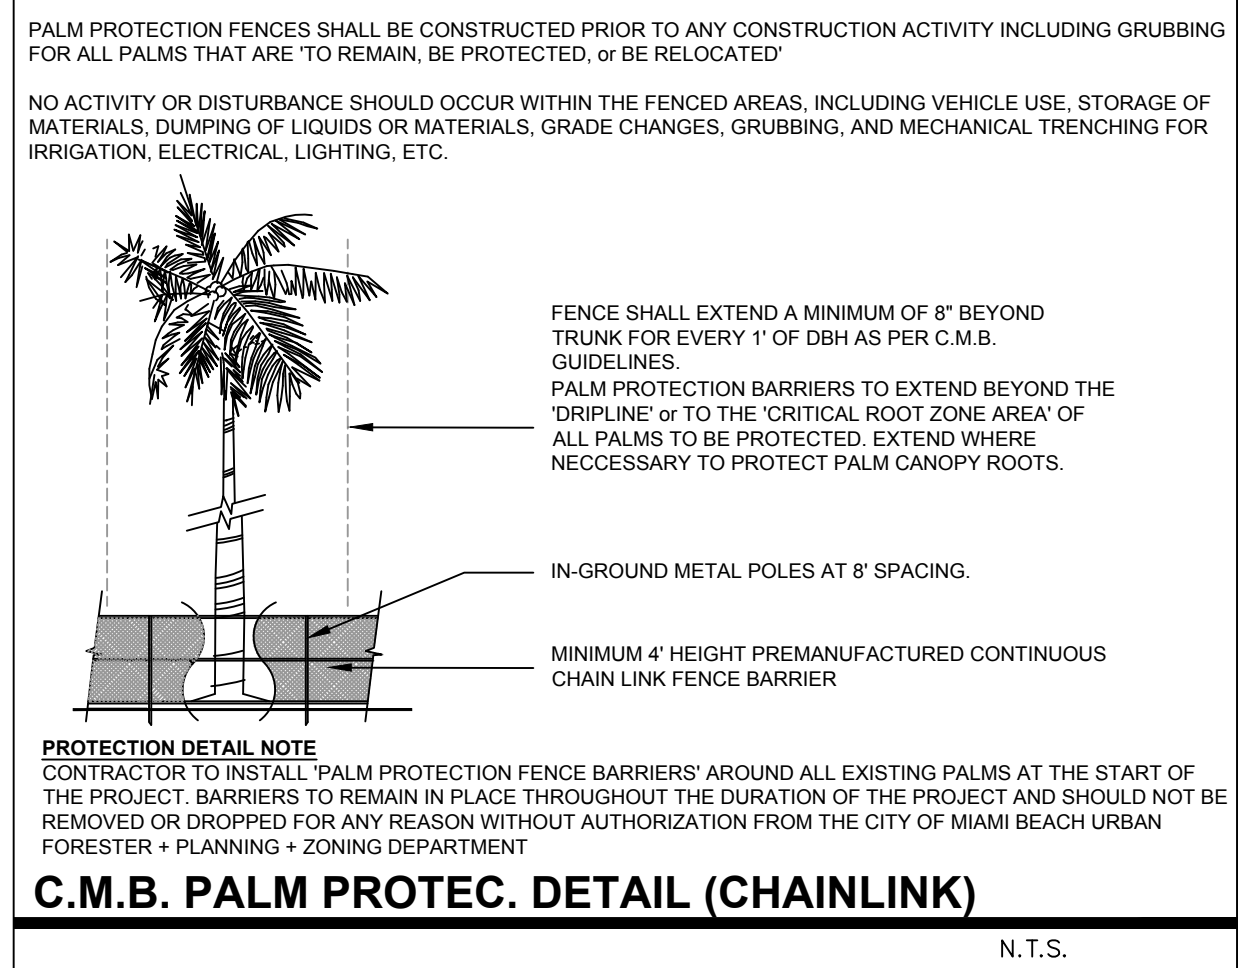 PALM PROTECTION FENCES SHALL BE CONSTRUCTED PRIOR TO ANY CONSTRUCTION ACTIVITY INCLUDING GRUBBING
FOR ALL PALMS THAT ARE 'TO REMAIN, BE PROTECTED, or BE RELOCATED'
NO ACTIVITY OR DISTURBANCE SHOULD OCCUR WITHIN THE FENCED AREAS, INCLUDING VEHICLE USE, STORAGE OF
MATERIALS, DUMPING OF LIQUIDS OR MATERIALS, GRADE CHANGES, GRUBBING, AND MECHANICAL TRENCHING FOR
IRRIGATION, ELECTRICAL, LIGHTING, ETC.
FENCE SHALL EXTEND A MINIMUM OF 8" BEYOND
TRUNK FOR EVERY 1' OF DBH AS PER C.M.B.
GUIDELINES.
PALM PROTECTION BARRIERS TO EXTEND BEYOND THE
'DRIPLINE' or TO THE 'CRITICAL ROOT ZONE AREA' OF
ALL PALMS TO BE PROTECTED. EXTEND WHERE
NECCESSARY TO PROTECT PALM CANOPY ROOTS.
IN-GROUND METAL POLES AT 8' SPACING.
MINIMUM 4' HEIGHT PREMANUFACTURED CONTINUOUS
CHAIN LINK FENCE BARRIER
PROTECTION DETAIL NOTE
CONTRACTOR TO INSTALL 'PALM PROTECTION FENCE BARRIERS' AROUND ALL EXISTING PALMS AT THE START OF
THE PROJECT. BARRIERS TO REMAIN IN PLACE THROUGHOUT THE DURATION OF THE PROJECT AND SHOULD NOT BE
REMOVED OR DROPPED FOR ANY REASON WITHOUT AUTHORIZATION FROM THE CITY OF MIAMI BEACH URBAN
FORESTER + PLANNING + ZONING DEPARTMENT
C.M.B. PALM PROTEC. DETAIL (CHAINLINK)
N.T.S.